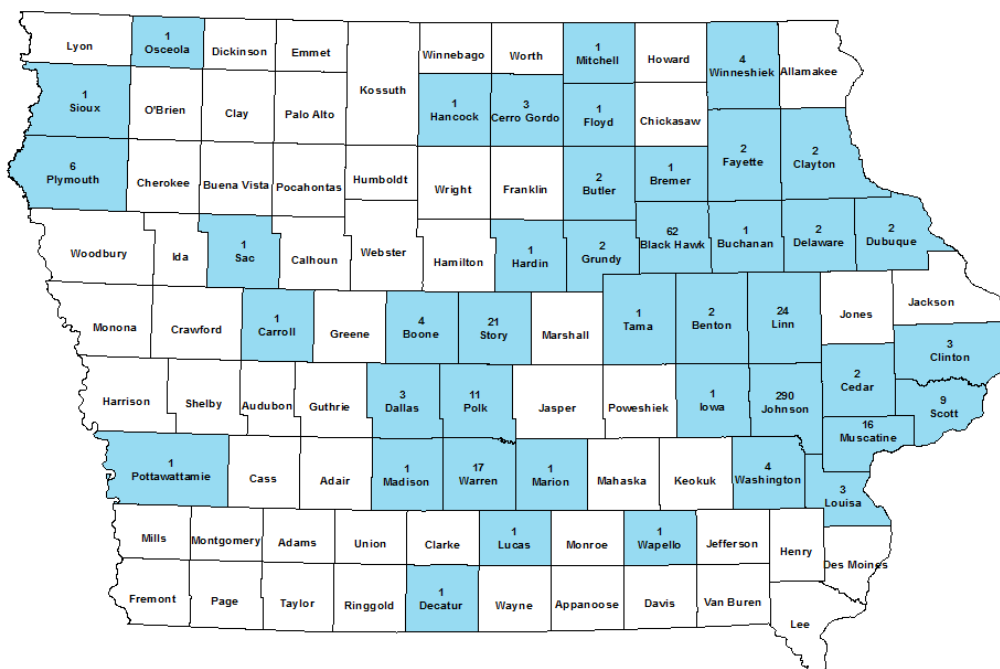 Lyon
1
Osceola
Dickinson
Emmet
Kossuth
Winnebago
Worth
1
Mitchell
Howard
4
Winneshiek
Allamakee
1
Sioux
O'Brien
Clay
Palo Alto
1
Hancock
3
Cerro Gordo
1
Floyd
Chickasaw
2
Fayette
2
Clayton
6
Plymouth
Cherokee
Buena Vista
Pocahontas
Humboldt
Wright
Franklin
2
Butler
1
Bremer
Woodbury
Ida
1
Sac
Calhoun
Webster
Hamilton
1
Hardin
2
Grundy
62
Black Hawk
1
Buchanan
2
Delaware
2
Dubuque
Monona
Crawford
1
Carroll
Greene
4
Boone
21
Story
Marshall
1
Tama
2
Benton
24
Linn
Jones
Jackson
3
Clinton
Harrison
Shelby
Audubon
Guthrie
3
Dallas
11
Polk
Jasper
Poweshiek
1
Iowa
290
Johnson
2
Cedar
9
Scott
16
Muscatine
1
Pottawattamie
Cass
Adair
1
Madison
17
Warren
1
Marion
Mahaska
Keokuk
4
Washington
3
Louisa
Mills
Montgomery
Adams
Union
Clarke
1
Lucas
Monroe
1
Wapello
Jefferson
Henry
Des Moines
Fremont
Page
Taylor
Ringgold
1
Decatur
Wayne
Appanoose
Davis
Van Buren
Lee